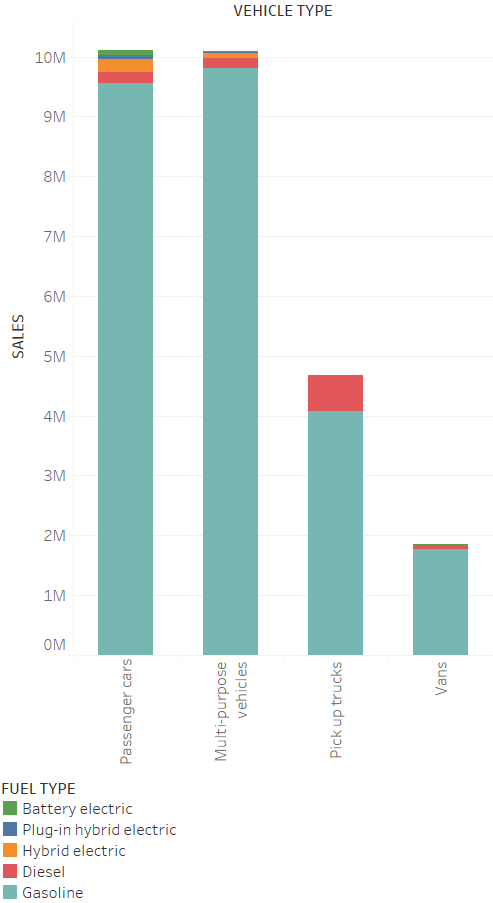 VEHICLE TYPE
SALES
10M
9M
8M
7M
6M
5M
4M
3M
2M
1M
0M
Passenger cars
Multi-purpose
vehicles
Pick up trucks
Vans
FUEL TYPE
Battery electric
Plug-in hybrid electric
Hybrid electric
Diesel
Gasoline